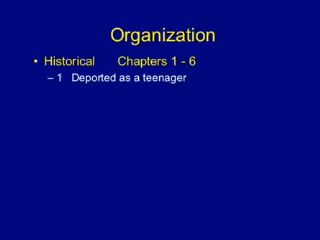 Organization
• Historical Chapters 1 - 6
– 1 Deported as a teenager